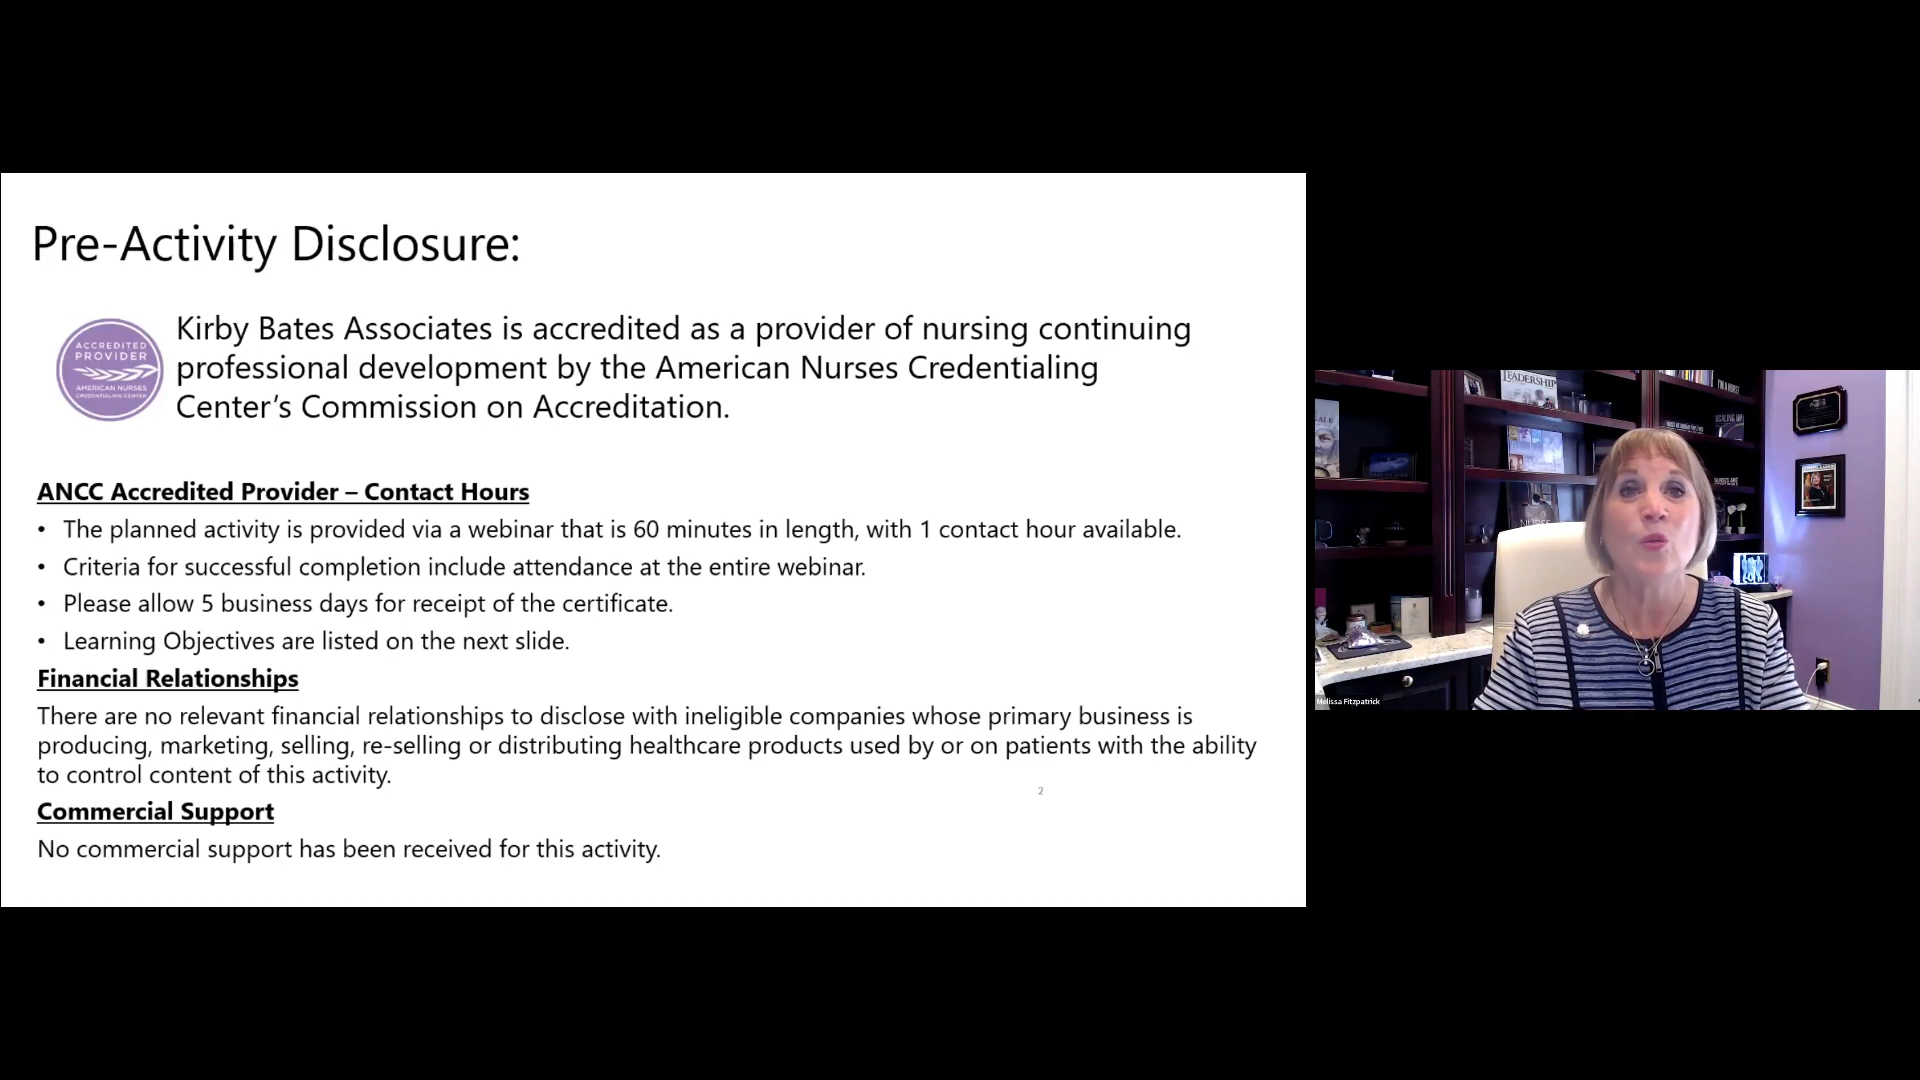 Pre-Activity Disclosure:
ACCREDITED
PROVIDER
AMERICAN NURSES
CREDENTIALING CENTER
Kirby Bates Associates is accredited as a provider of nursing continuing
professional development by the American Nurses Credentialing
Center’s Commission on Accreditation.
ANCC Accredited Provider – Contact Hours
• The planned activity is provided via a webinar that is 60 minutes in length, with 1 contact hour available.
• Criteria for successful completion include attendance at the entire webinar.
• Please allow 5 business days for receipt of the certificate.
• Learning Objectives are listed on the next slide.
Financial Relationships
There are no relevant financial relationships to disclose with ineligible companies whose primary business is
producing, marketing, selling, re-selling or distributing healthcare products used by or on patients with the ability
to control content of this activity.
2
Commercial Support
No commercial support has been received for this activity.
LEADERSHIP
I'M A NURSE
SCALING UP
NURSES ARE
NURSE
Melissa Fitzpatrick